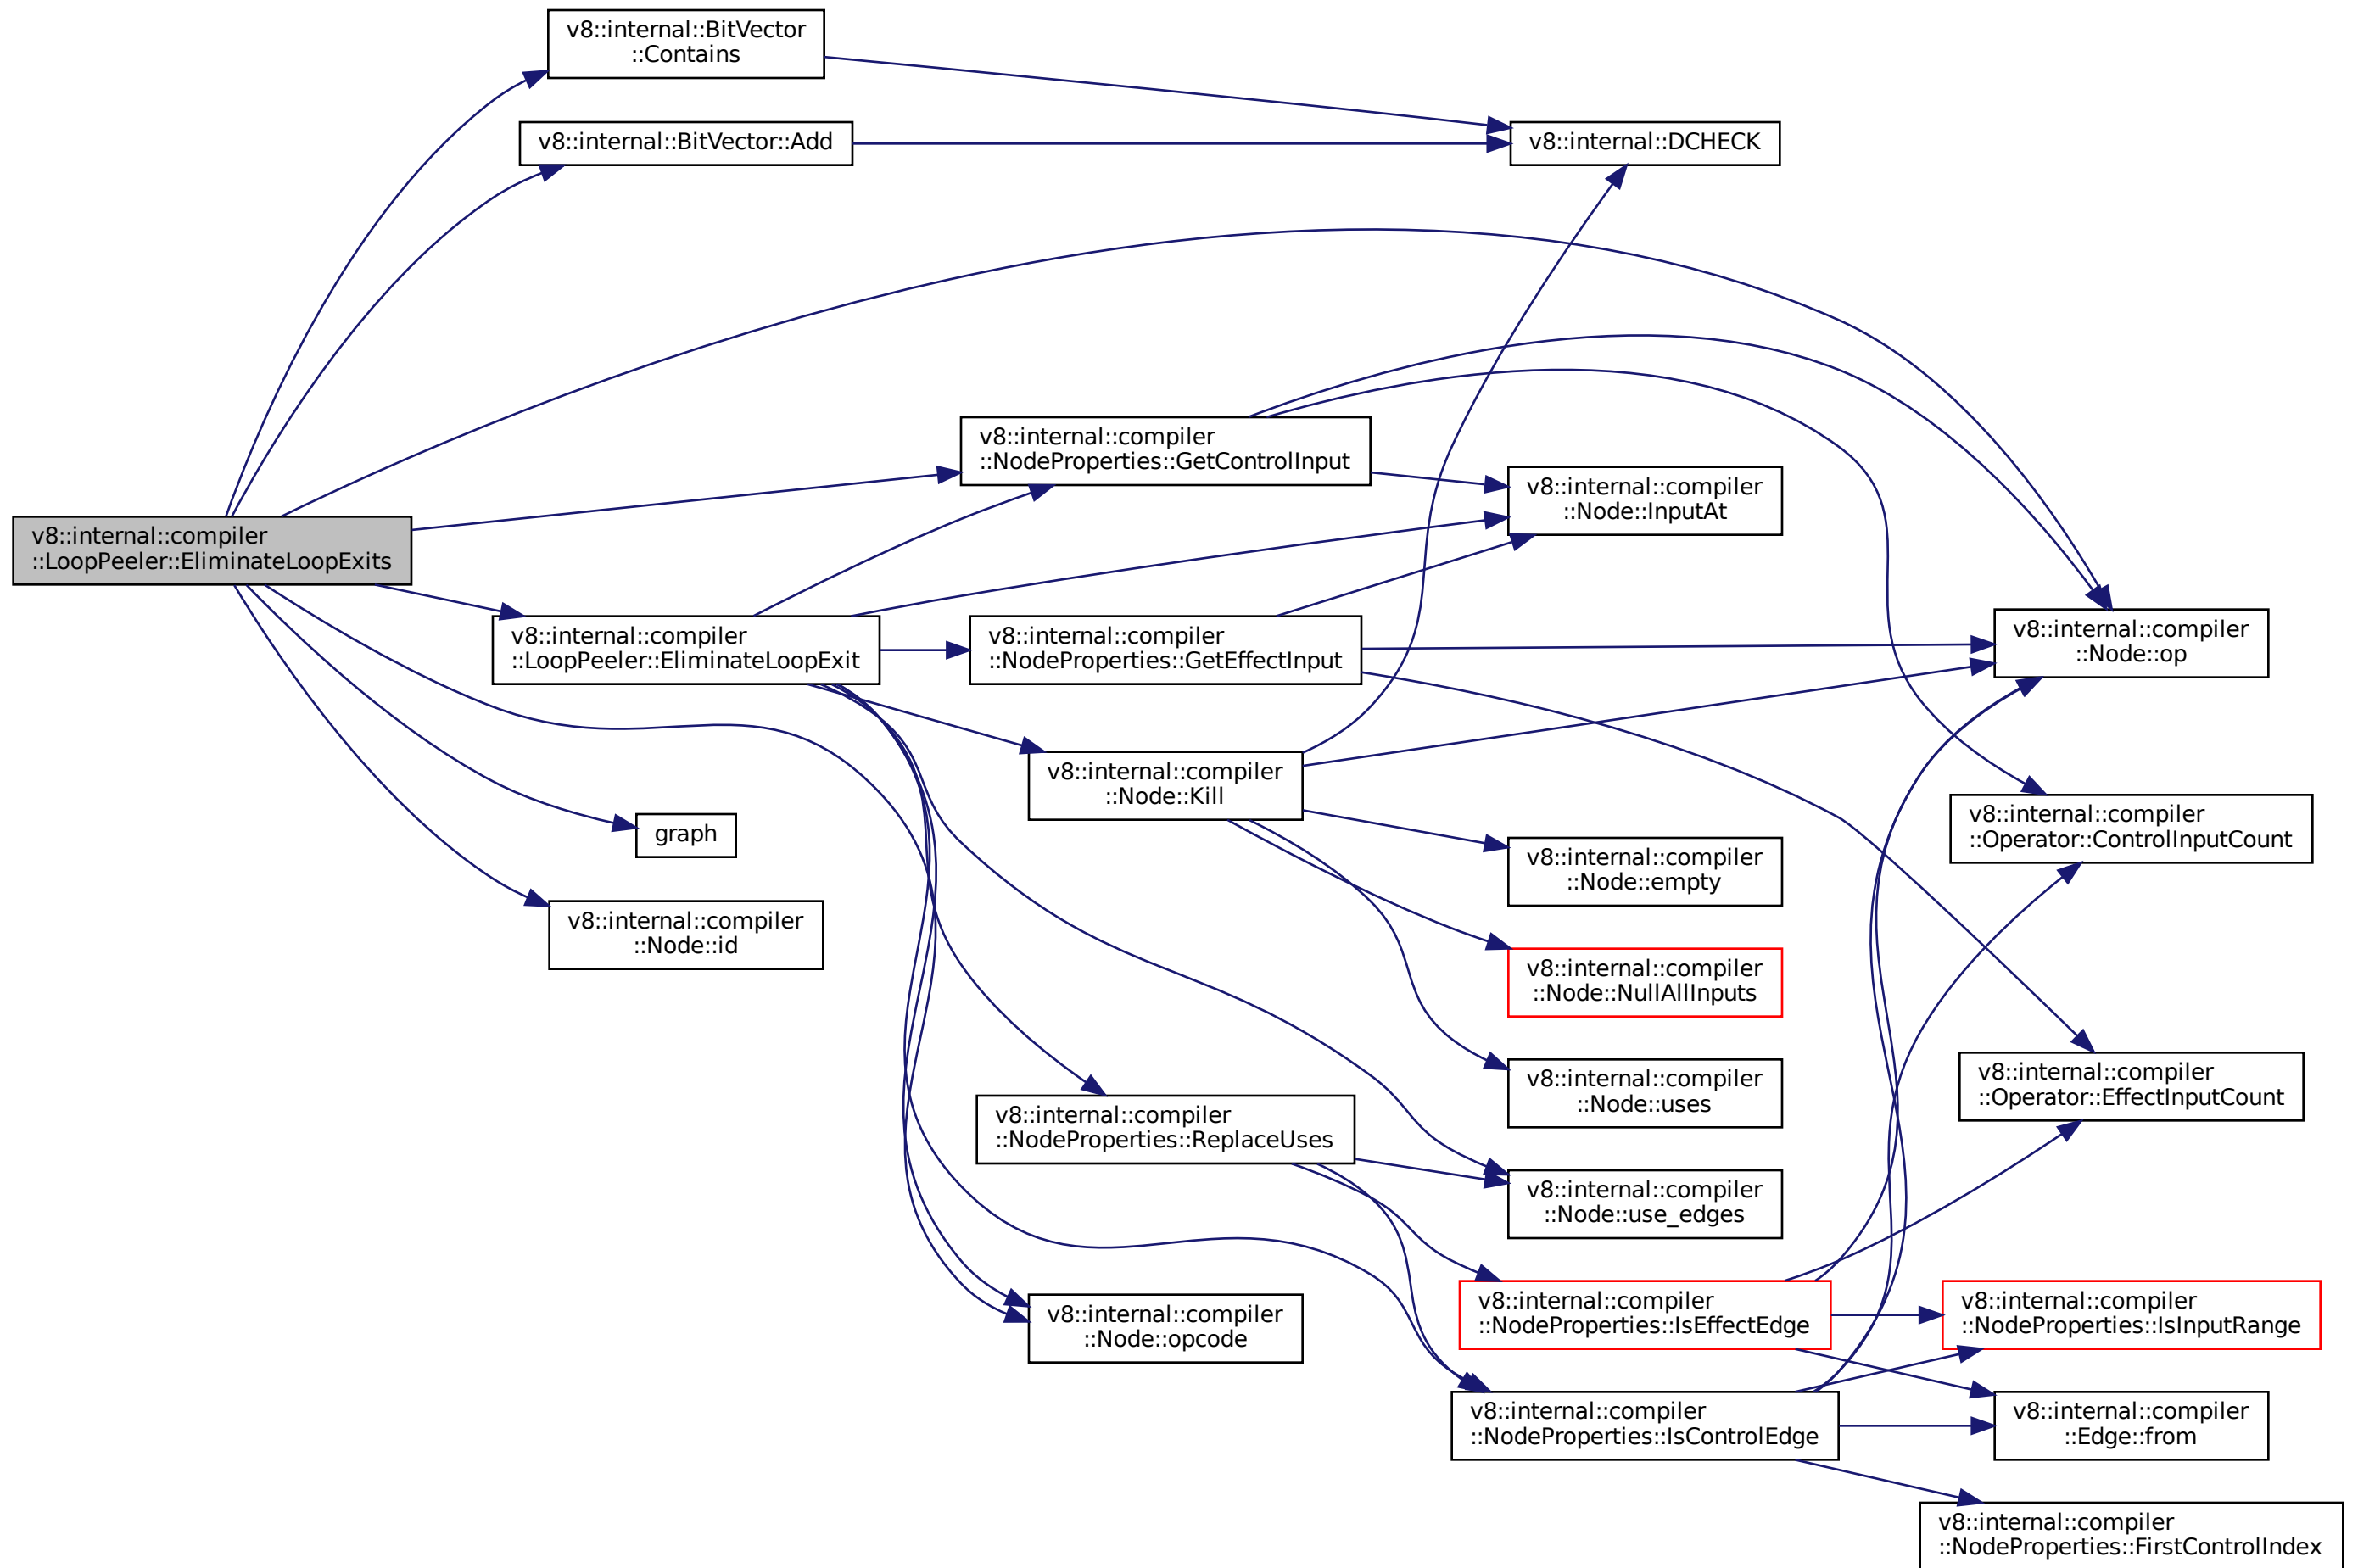 v8::internal::BitVector
::Contains
v8::internal::BitVector::Add
v8::internal::DCHECK
v8::internal::compiler
::NodeProperties::GetControlInput
v8::internal::compiler
::Node::InputAt
v8::internal::compiler
::LoopPeeler::EliminateLoopExits
v8::internal::compiler
::Node::op
v8::internal::compiler
::LoopPeeler::EliminateLoopExit
v8::internal::compiler
::NodeProperties::GetEffectInput
v8::internal::compiler
::Node::Kill
v8::internal::compiler
::Operator::ControlInputCount
graph
v8::internal::compiler
::Node::empty
v8::internal::compiler
::Node::id
v8::internal::compiler
::Node::NullAllInputs
v8::internal::compiler
::Node::uses
v8::internal::compiler
::Operator::EffectInputCount
v8::internal::compiler
::NodeProperties::ReplaceUses
v8::internal::compiler
::Node::use_edges
v8::internal::compiler
::Node::opcode
v8::internal::compiler
::NodeProperties::IsEffectEdge
v8::internal::compiler
::NodeProperties::IsInputRange
v8::internal::compiler
::NodeProperties::IsControlEdge
v8::internal::compiler
::Edge::from
v8::internal::compiler
::NodeProperties::FirstControlIndex